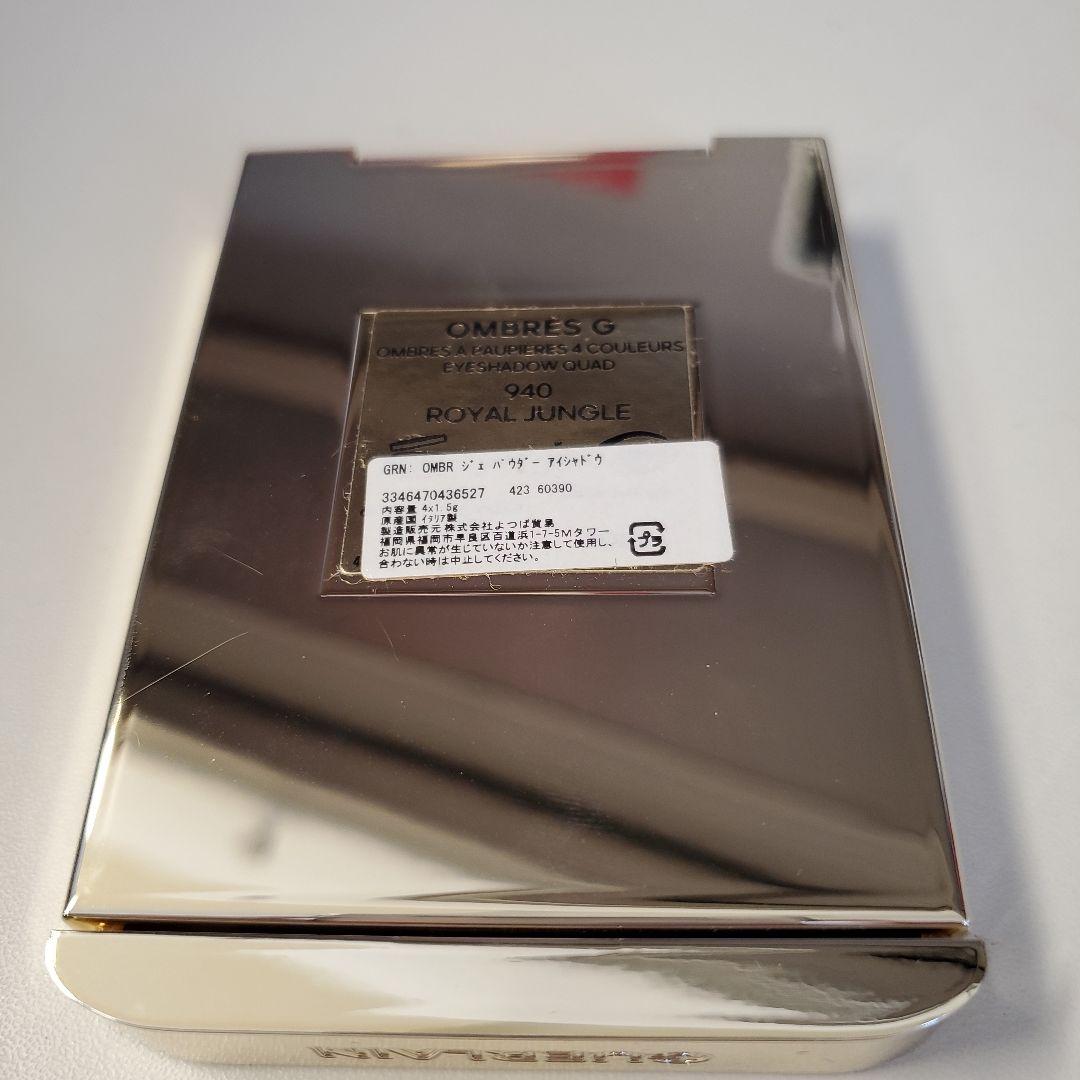 OMBRES G
OMBRES À PAUPIÈRES 4 COULEURS
EYESHADOW QUAD
940
ROYAL JUNGLE
GRN: OMBR ジェ パウダー アイシャドウ
3346470436527 423 60390
内容量 4x1.5g
原産国 イタリア製
製造販売元 株式会社よつば貿易
福岡県福岡市早良区百道浜1-7-5Mタワー
お肌に異常が生じていないか注意して使用し、
合わない時は中止してください。
プラ
4
GUERLAIN